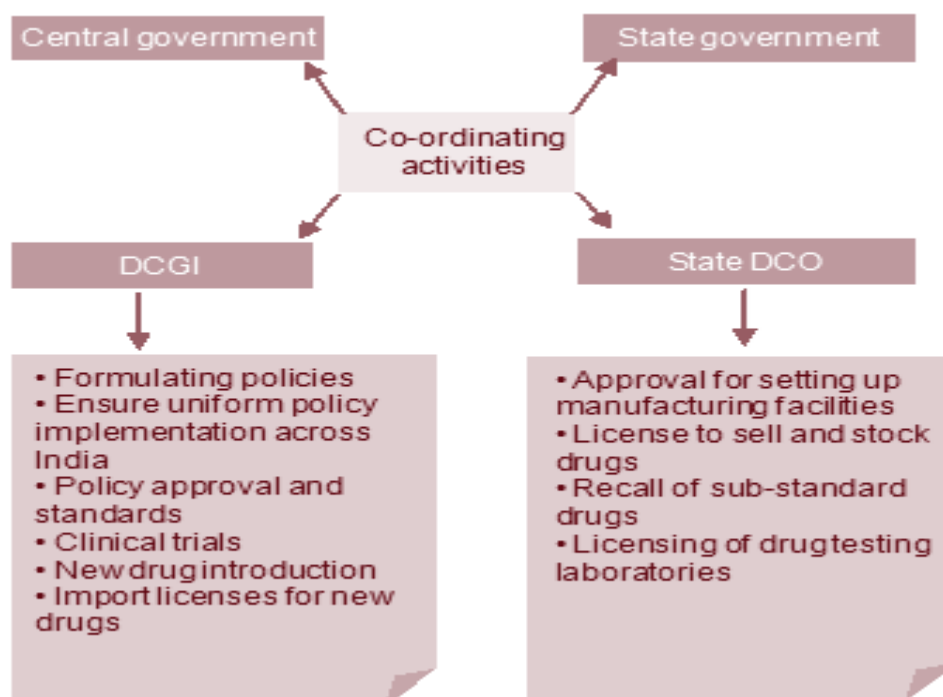 Central government
State government
Co-ordinating
activities
DCGI
State DCO
• Formulating policies
• Ensure uniform policy
implementation across
India
• Policy approval and
standards
• Clinical trials
• New drug introduction
• Import licenses for new
drugs
• Approval for setting up
manufacturing facilities
• License to sell and stock
drugs
• Recall of sub-standard
drugs
• Licensing of drug testing
laboratories